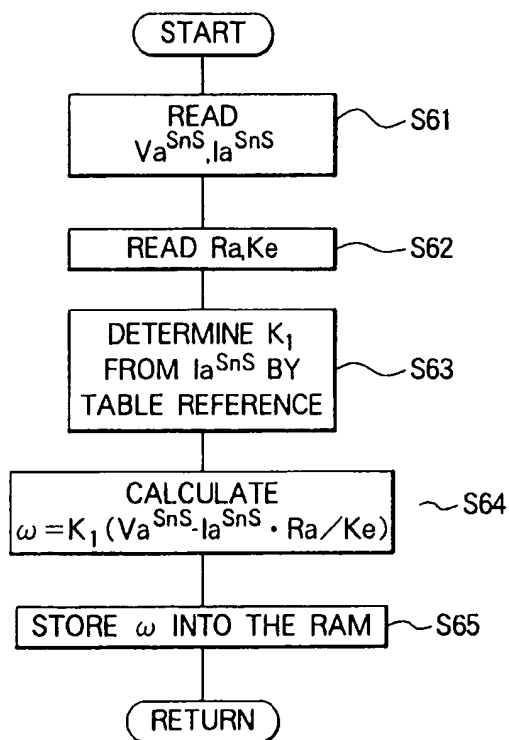 START
READ
Va^SnS, Ia^SnS
S61
READ Ra,Ke
S62
DETERMINE K₁
FROM Ia^SnS BY
TABLE REFERENCE
S63
CALCULATE
ω=K₁(Va^SnS-Ia^SnS・Ra/Ke)
S64
STORE ω INTO THE RAM
S65
RETURN